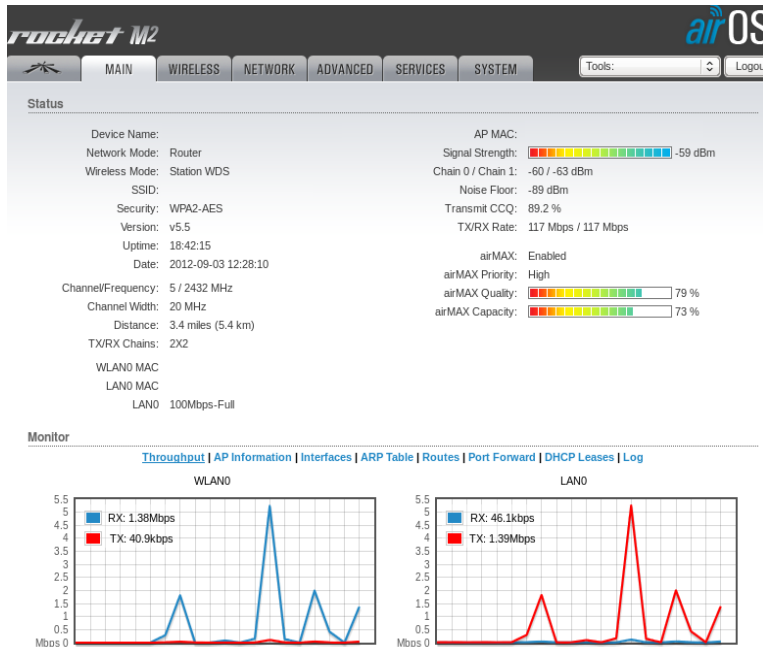 rocket M2
airOS
MAIN WIRELESS NETWORK ADVANCED SERVICES SYSTEM Tools: Logou
Status
Device Name:
Network Mode: Router
Wireless Mode: Station WDS
SSID:
Security: WPA2-AES
Version: v5.5
Uptime: 18:42:15
Date: 2012-09-03 12:28:10
Channel/Frequency: 5 / 2432 MHz
Channel Width: 20 MHz
Distance: 3.4 miles (5.4 km)
TX/RX Chains: 2X2
WLAN0 MAC
LAN0 MAC
LAN0 100Mbps-Full
AP MAC:
Signal Strength: -59 dBm
Chain 0 / Chain 1: -60 / -63 dBm
Noise Floor: -89 dBm
Transmit CCQ: 89.2 %
TX/RX Rate: 117 Mbps / 117 Mbps
airMAX: Enabled
airMAX Priority: High
airMAX Quality: 79 %
airMAX Capacity: 73 %
Monitor
Throughput | AP Information | Interfaces | ARP Table | Routes | Port Forward | DHCP Leases | Log
WLAN0
5.5
5
4.5
4
3.5
3
2.5
2
1.5
1
0.5
Mbps 0
RX: 1.38Mbps
TX: 40.9kbps
LAN0
5.5
5
4.5
4
3.5
3
2.5
2
1.5
1
0.5
Mbps 0
RX: 46.1kbps
TX: 1.39Mbps